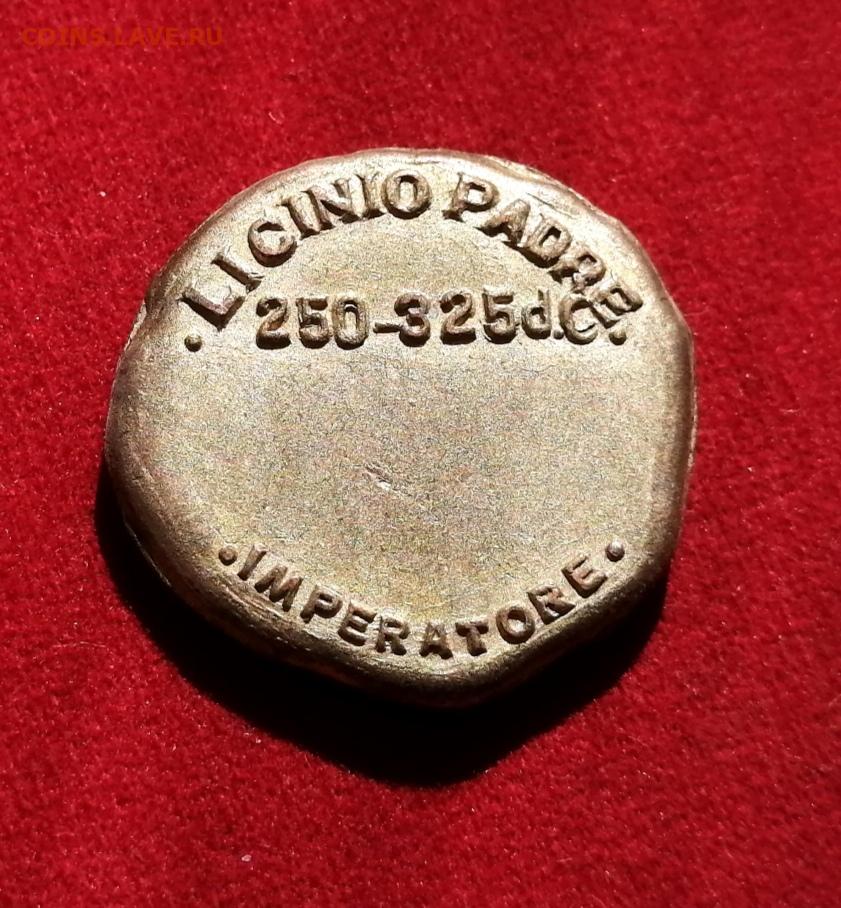 COINS.LAVE.RU
·LICINIO PADRE·
250-325d.C.
·IMPERATORE·